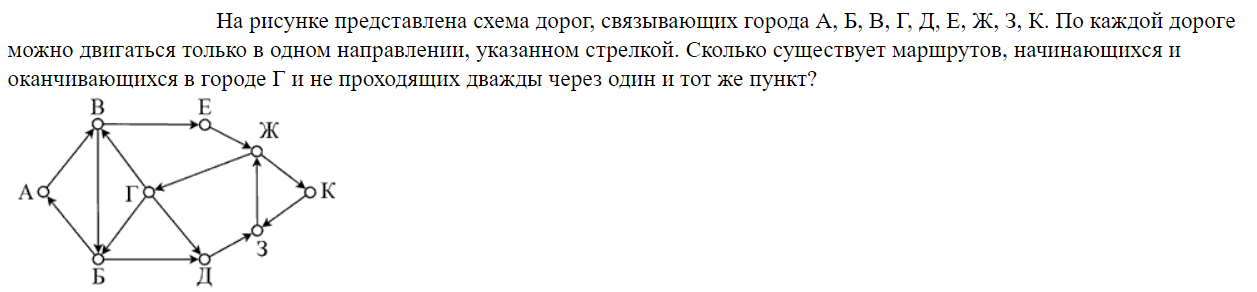 На рисунке представлена схема дорог, связывающих города А, Б, В, Г, Д, Е, Ж, З, К. По каждой дороге
можно двигаться только в одном направлении, указанном стрелкой. Сколько существует маршрутов, начинающихся и
оканчивающихся в городе Г и не проходящих дважды через один и тот же пункт?
В
Е
Ж
А
Г
К
З
Б
Д